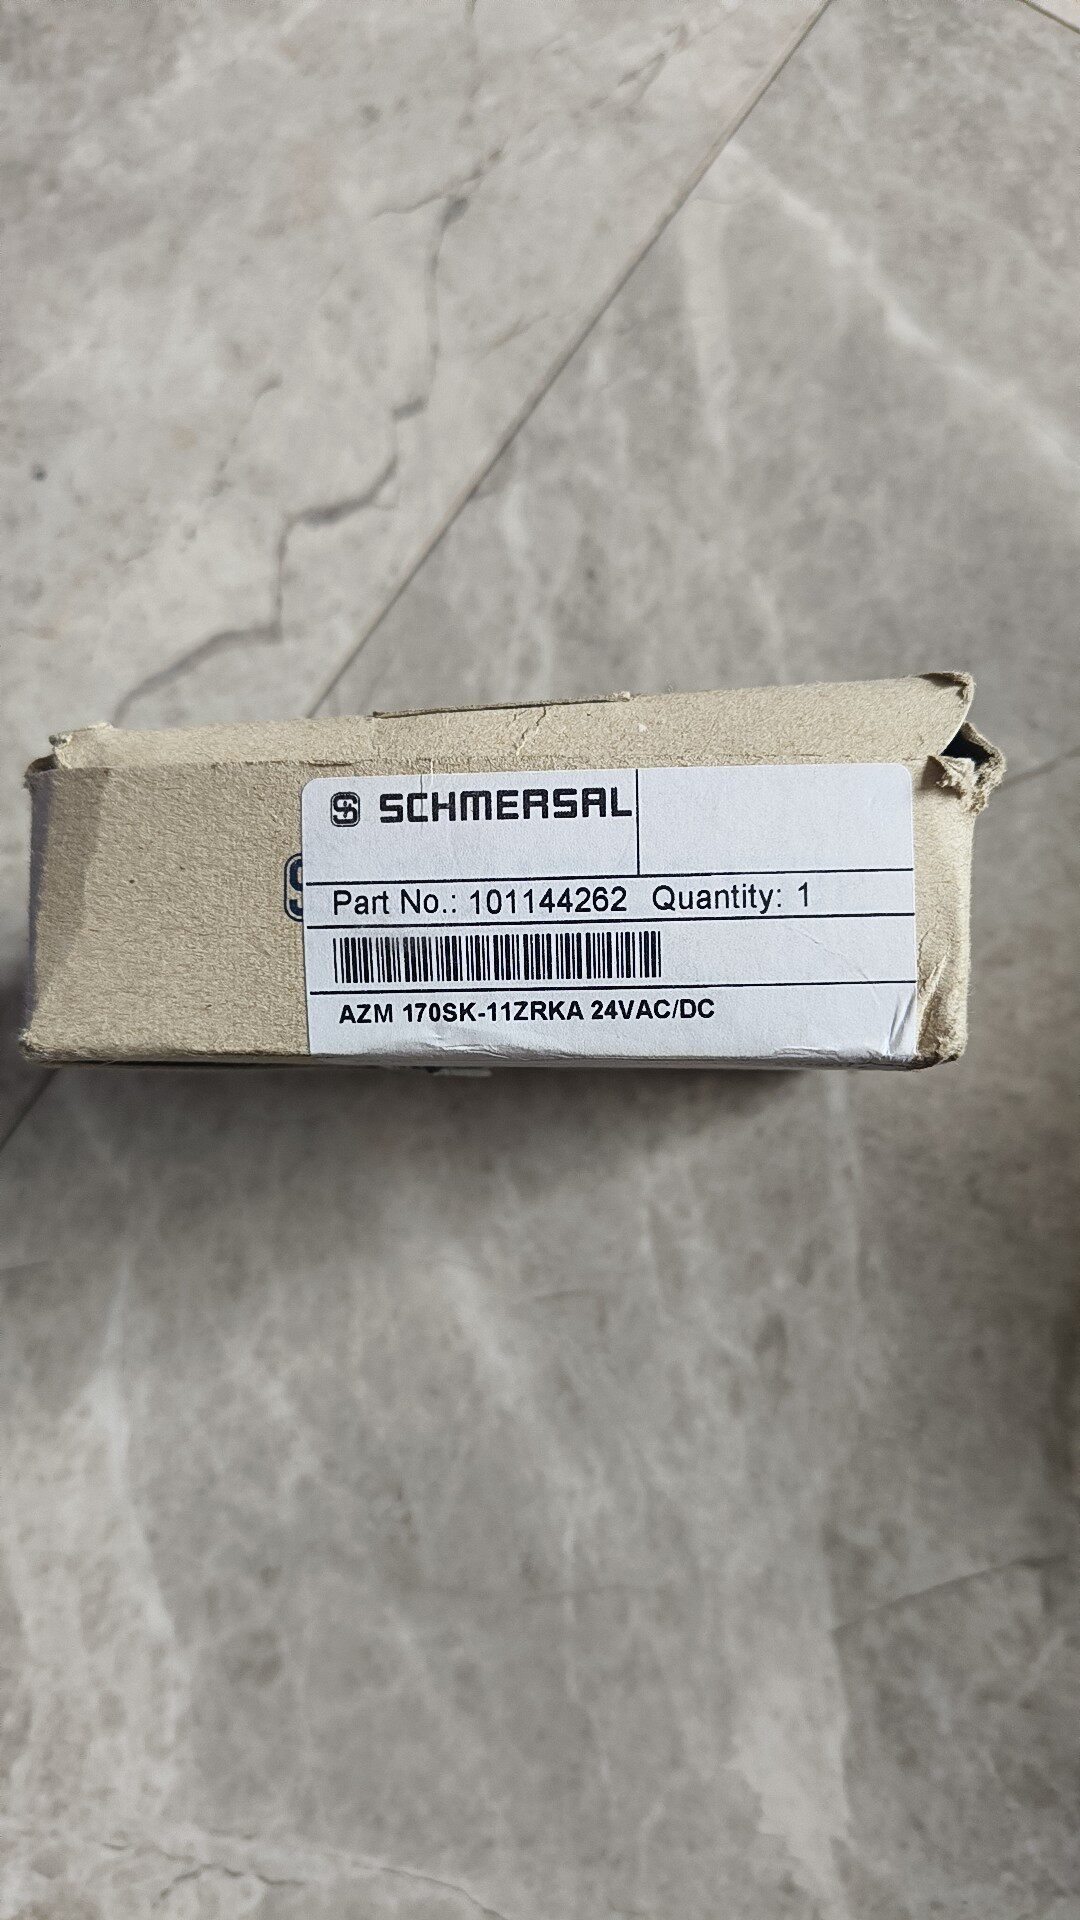 SCHMERSAL
Part No.: 101144262 Quantity: 1
AZM 170SK-11ZRKA 24VAC/DC